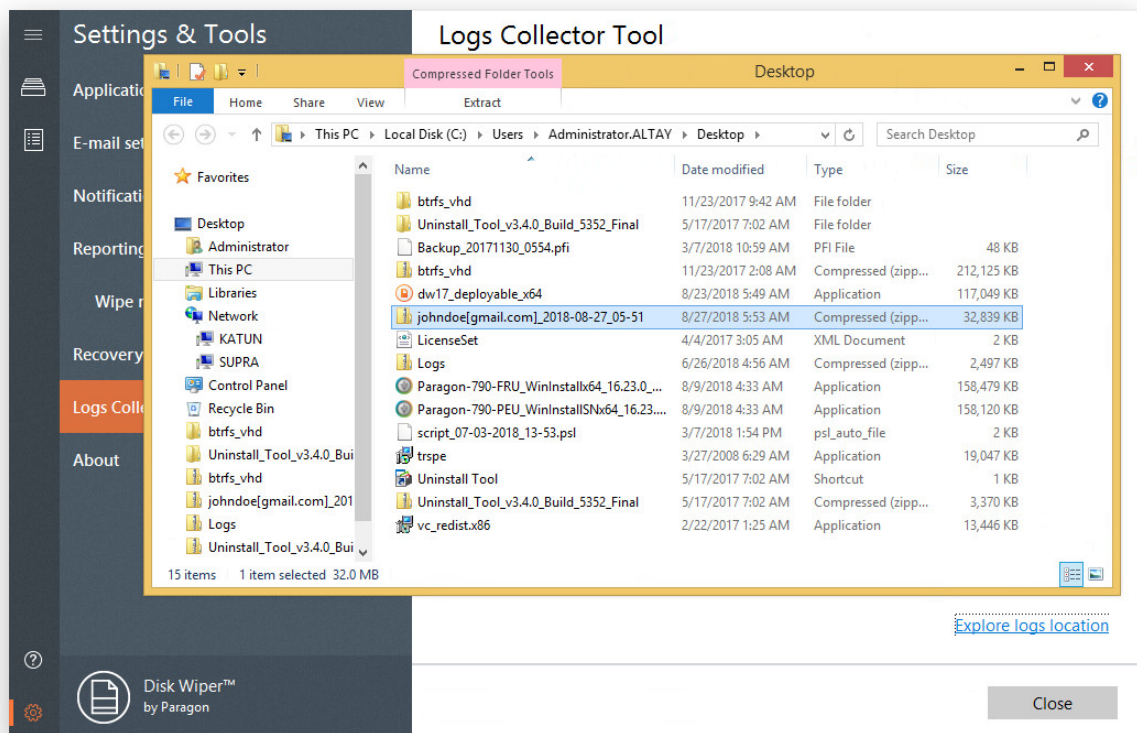 Settings & Tools
Logs Collector Tool
Compressed Folder Tools
Desktop
File Home Share View Extract
This PC Local Disk (C:) Users Administrator.ALTAY Desktop
Search Desktop
Name Date modified Type Size
btrfs_vhd 11/23/2017 9:42 AM File folder
Uninstall_Tool_v3.4.0_Build_5352_Final 5/17/2017 7:02 AM File folder
Backup_20171130_0554.pfi 3/7/2018 10:59 AM PFI File 48 KB
btrfs_vhd 11/23/2017 2:08 AM Compressed (zipp... 212,125 KB
dw17_deployable_x64 8/23/2018 5:49 AM Application 117,049 KB
johndoe[gmail.com]_2018-08-27_05-51 8/27/2018 5:53 AM Compressed (zipp... 32,839 KB
LicenseSet 4/4/2017 3:05 AM XML Document 2 KB
Logs 6/26/2018 4:56 AM Compressed (zipp... 2,497 KB
Paragon-790-FRU_WinInstallx64_16.23.0_... 8/9/2018 4:33 AM Application 158,479 KB
Paragon-790-PEU_WinInstallSNx64_16.23.... 8/9/2018 4:33 AM Application 158,120 KB
script_07-03-2018_13-53.psl 3/7/2018 1:54 PM psl_auto_file 2 KB
trspe 3/27/2008 6:29 AM Application 19,047 KB
Uninstall Tool 5/17/2017 7:02 AM Shortcut 1 KB
Uninstall_Tool_v3.4.0_Build_5352_Final 5/17/2017 7:02 AM Compressed (zipp... 3,370 KB
vc_redist.x86 2/22/2017 1:25 AM Application 13,446 KB
Favorites
Desktop
Administrator
This PC
Libraries
Network
KATUN
SUPRA
Control Panel
Recycle Bin
btrfs_vhd
Uninstall_Tool_v3.4.0_Bui
btrfs_vhd
johndoe[gmail.com]_201
Logs
Uninstall_Tool_v3.4.0_Bui
15 items 1 item selected 32.0 MB
Applicatio
E-mail set
Notificati
Reporting
Wipe r
Recovery
Logs Colle
About
Explore logs location
Disk Wiper™
by Paragon
Close